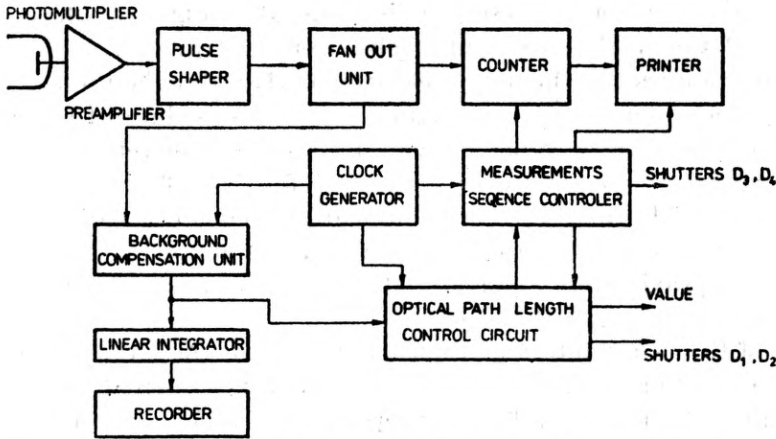 PHOTOMULTIPLIER
PREAMPLIFIER
PULSE
SHAPER
FAN OUT
UNIT
COUNTER
PRINTER
CLOCK
GENERATOR
MEASUREMENTS
SEQENCE CONTROLER
SHUTTERS D₃, D₄
BACKGROUND
COMPENSATION UNIT
OPTICAL PATH LENGTH
CONTROL CIRCUIT
VALUE
SHUTTERS D₁, D₂
LINEAR INTEGRATOR
RECORDER